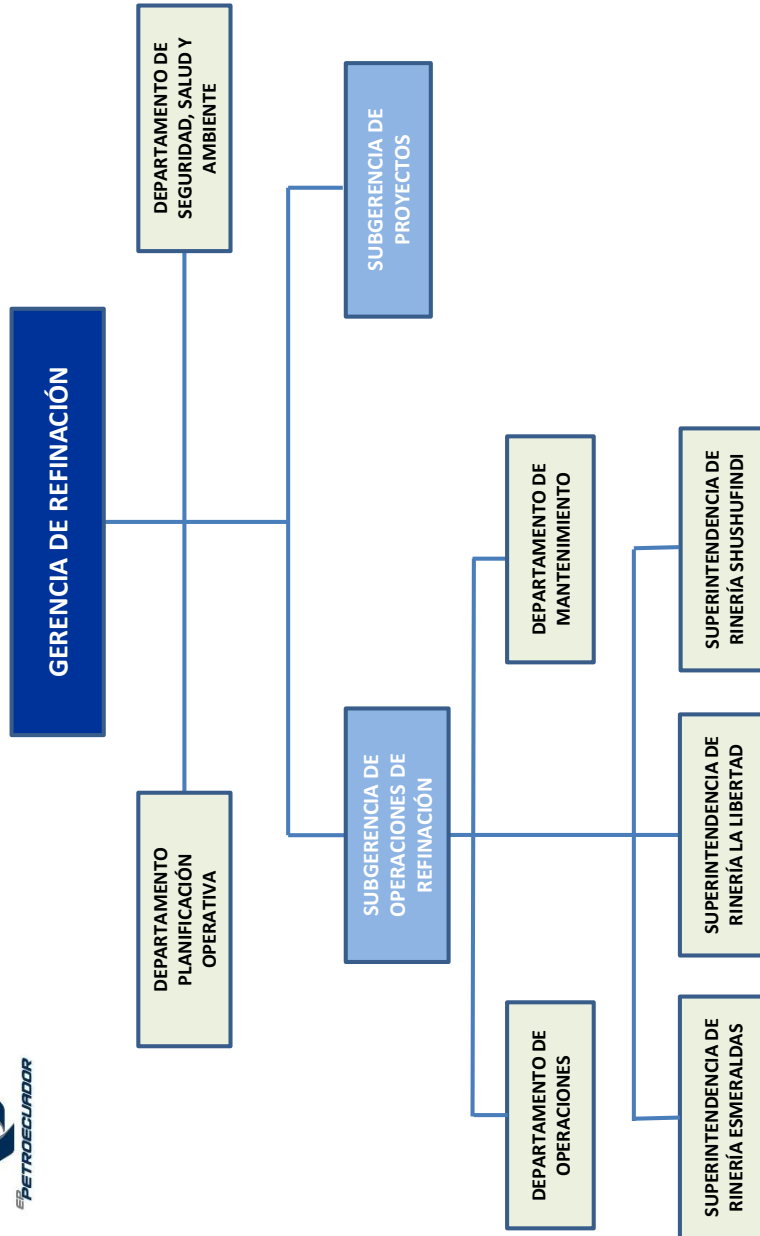 EP PETROECUADOR
GERENCIA DE REFINACIÓN
DEPARTAMENTO
PLANIFICACIÓN
OPERATIVA
DEPARTAMENTO DE
SEGURIDAD, SALUD Y
AMBIENTE
SUBGERENCIA DE
OPERACIONES DE
REFINACIÓN
SUBGERENCIA DE
PROYECTOS
DEPARTAMENTO DE
OPERACIONES
DEPARTAMENTO DE
MANTENIMIENTO
SUPERINTENDENCIA DE
RINERÍA ESMERALDAS
SUPERINTENDENCIA DE
RINERÍA LA LIBERTAD
SUPERINTENDENCIA DE
RINERÍA SHUSHUFINDI